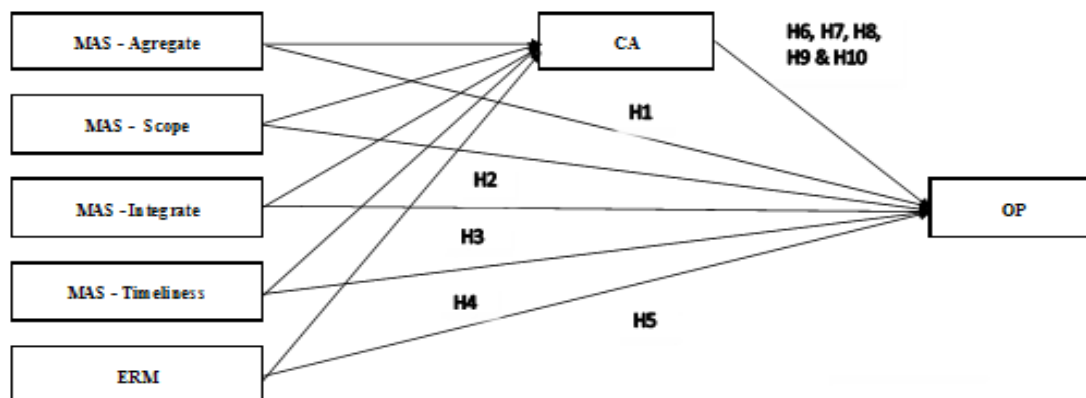 MAS - Agregate
CA
H6, H7, H8,
H9 & H10
H1
MAS - Scope
H2
MAS -Integrate
OP
H3
MAS - Timeliness
H4
H5
ERM